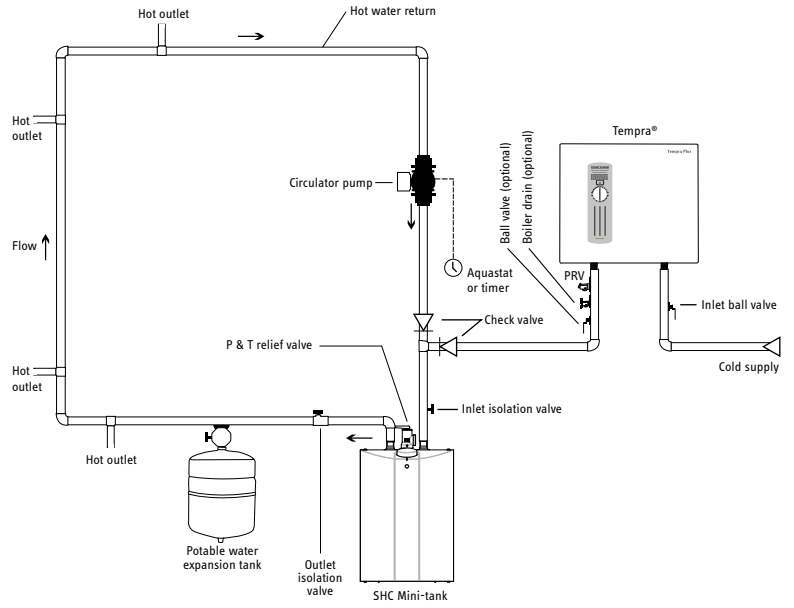 Hot outlet
Hot water return
Hot
outlet
Tempra®
Tempra Plus
Circulator pump
Ball valve (optional)
Boiler drain (optional)
Flow
Aquastat
or timer
PRV
Inlet ball valve
Check valve
P & T relief valve
Cold supply
Hot
outlet
Inlet isolation valve
Hot outlet
Potable water
expansion tank
Outlet
isolation
valve
SHC Mini-tank